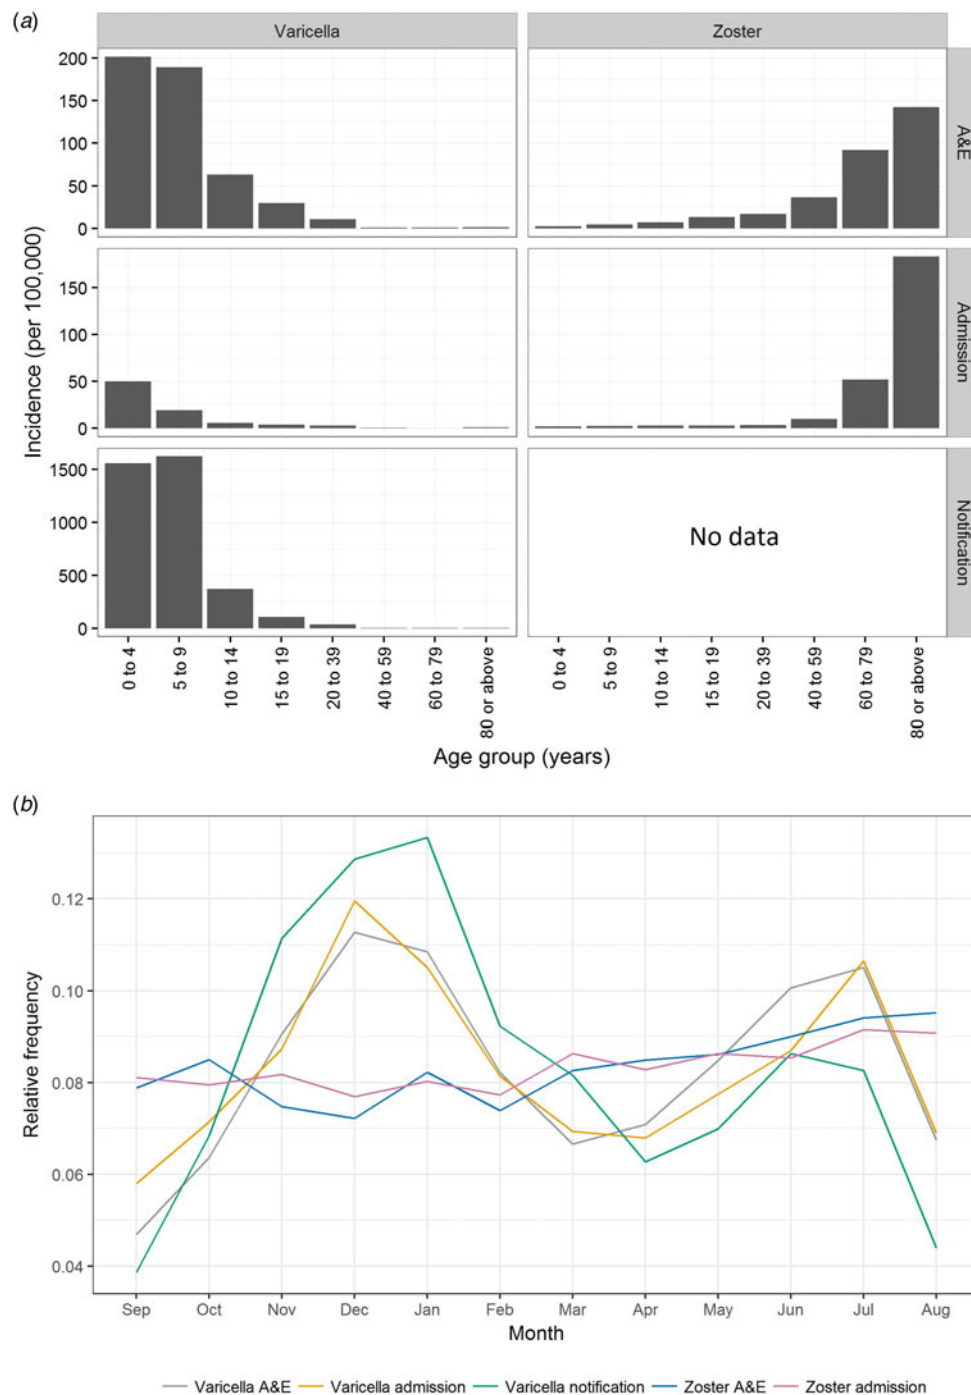 (a)
Varicella
Zoster
Incidence (per 100,000)
200
150
100
50
0
A&E
150
100
50
0
Admission
1500
1000
500
0
No data
Notification
0 to 4
5 to 9
10 to 14
15 to 19
20 to 39
40 to 59
60 to 79
80 or above
0 to 4
5 to 9
10 to 14
15 to 19
20 to 39
40 to 59
60 to 79
80 or above
Age group (years)
(b)
Relative frequency
0.12
0.10
0.08
0.06
0.04
Sep Oct Nov Dec Jan Feb Mar Apr May Jun Jul Aug
Month
Varicella A&E Varicella admission Varicella notification Zoster A&E Zoster admission